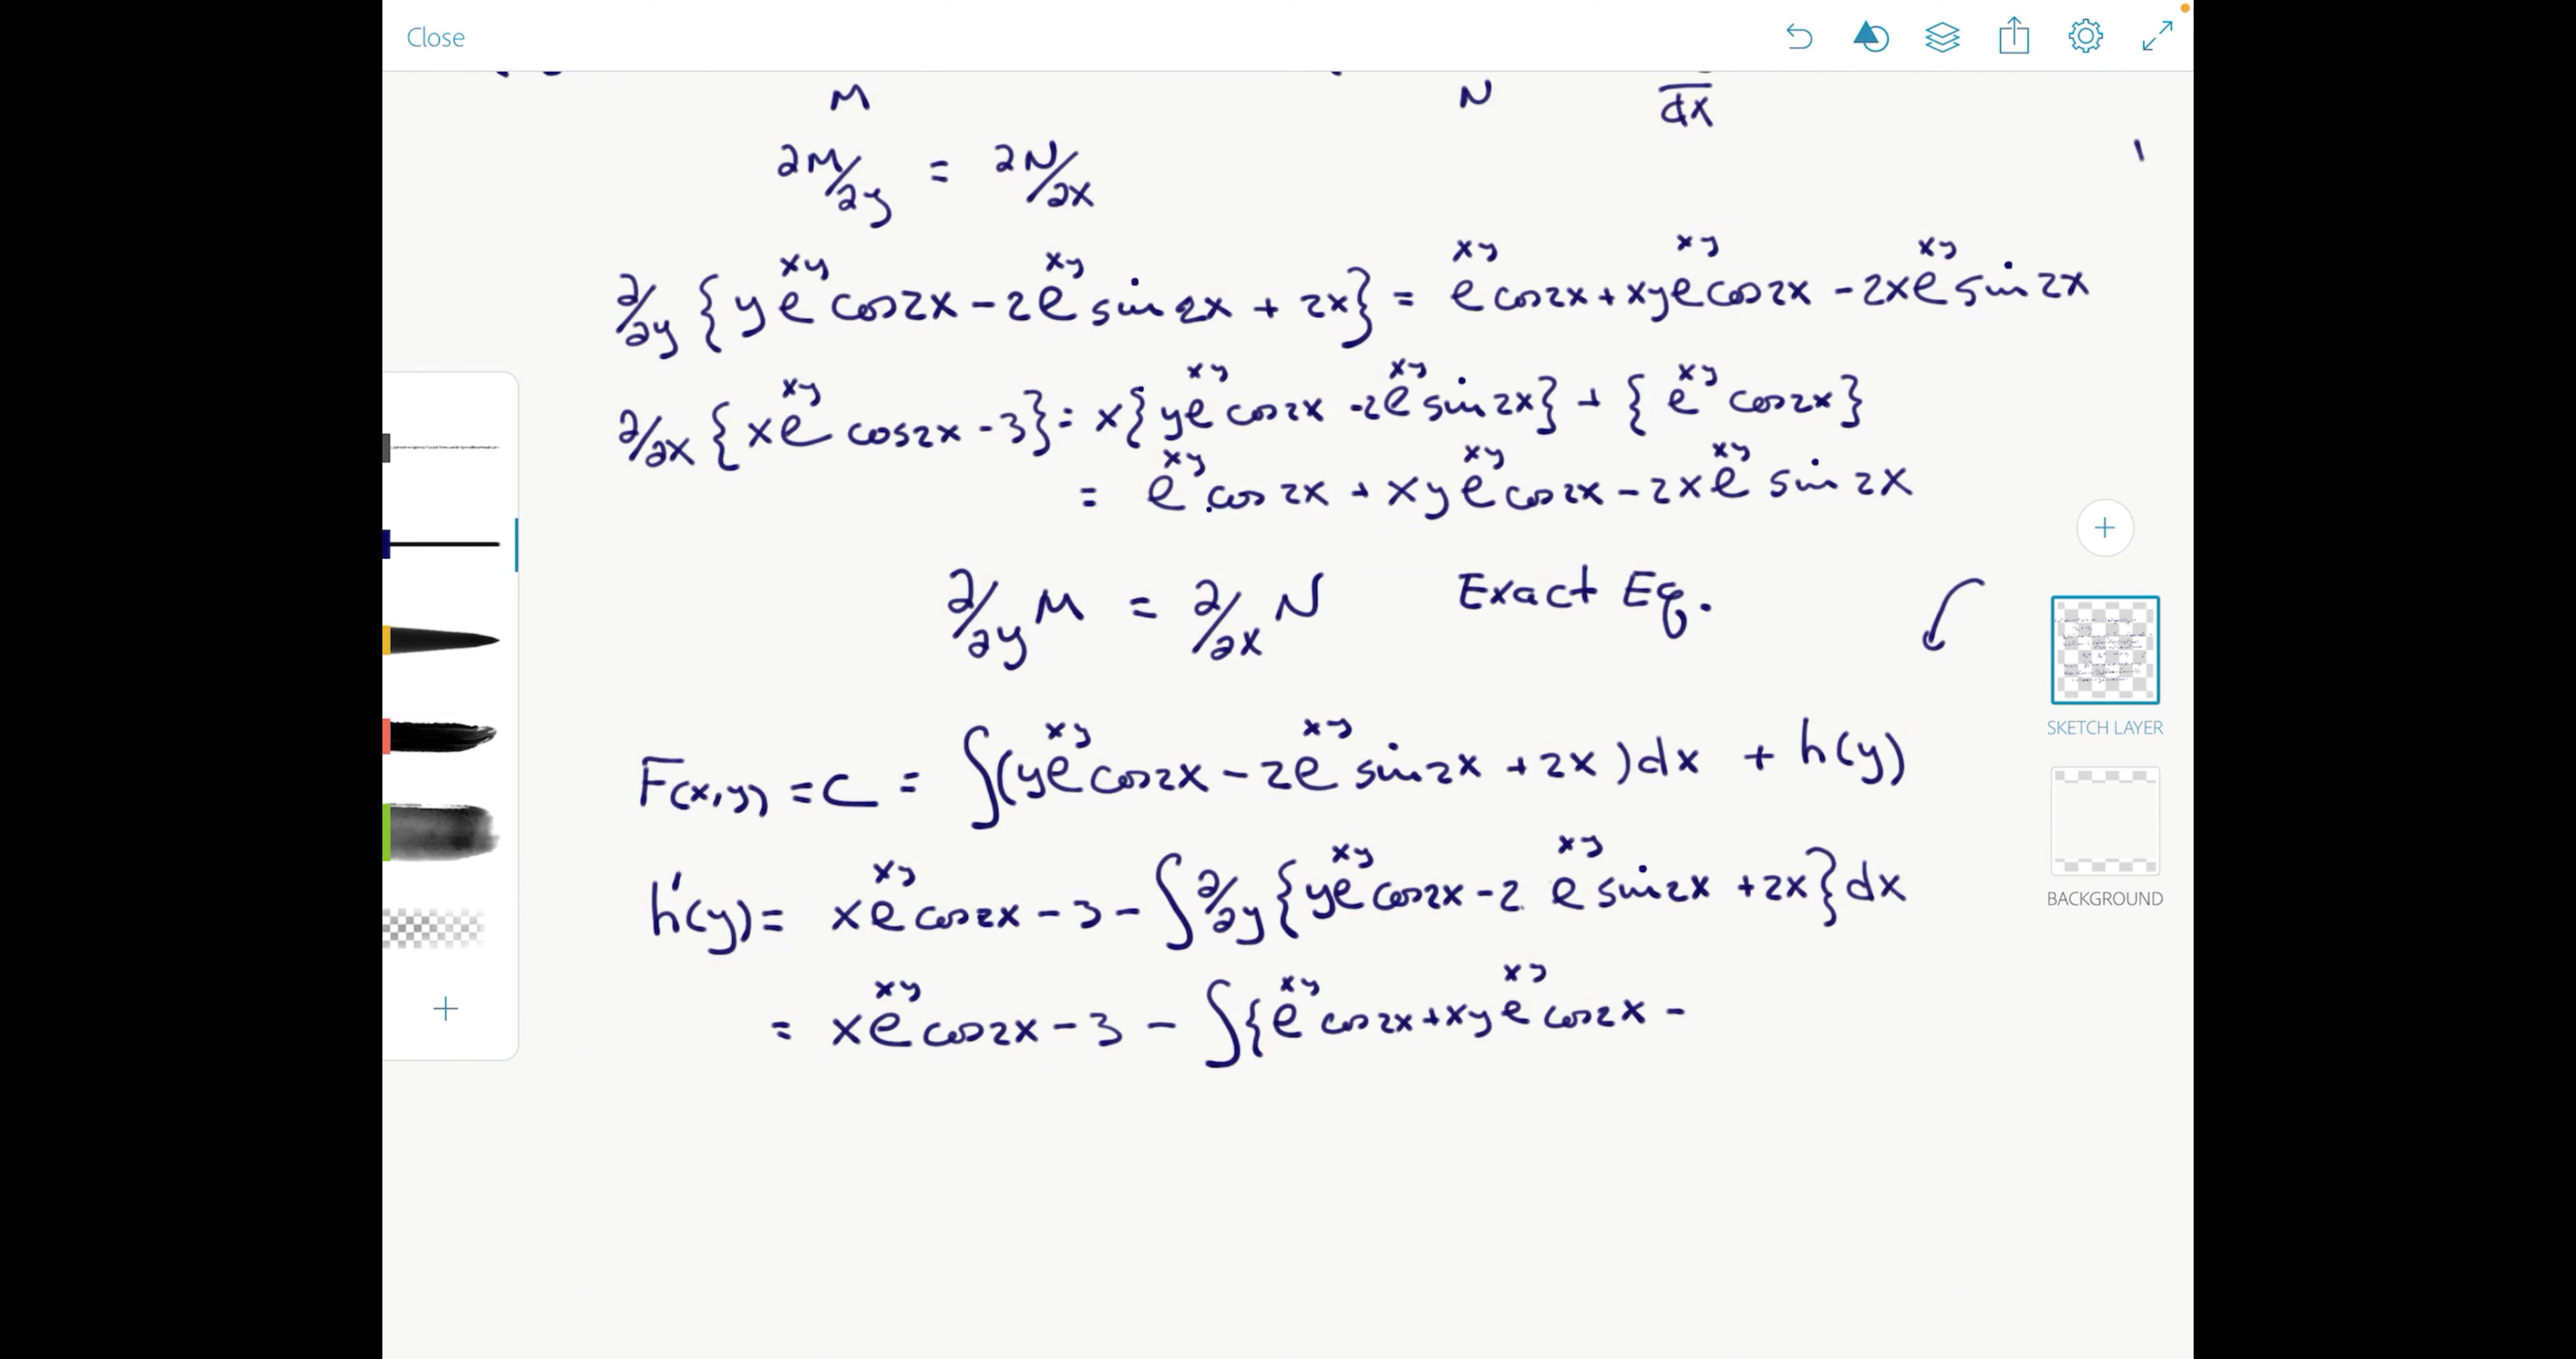 Close
M N dx
∂M/∂y = ∂N/∂x
∂/∂y {ye^xy cos2x - 2e^xy sin2x + 2x} = e^xy cos2x + xye^xy cos2x - 2xe^xy sin2x
∂/∂x {xe^xy cos2x - 3} = x{ye^xy cos2x - 2e^xy sin2x} + {e^xy cos2x}
= e^xy cos2x + xye^xy cos2x - 2xe^xy sin2x
∂/∂y M = ∂/∂x N Exact Eq.
SKETCH LAYER
F(x,y) = C = ∫(ye^xy cos2x - 2e^xy sin2x + 2x)dx + h(y)
h'(y) = xe^xy cos2x - 3 - ∫∂/∂y{ye^xy cos2x - 2e^xy sin2x + 2x}dx
BACKGROUND
= xe^xy cos2x - 3 - ∫{e^xy cos2x + xye^xy cos2x -